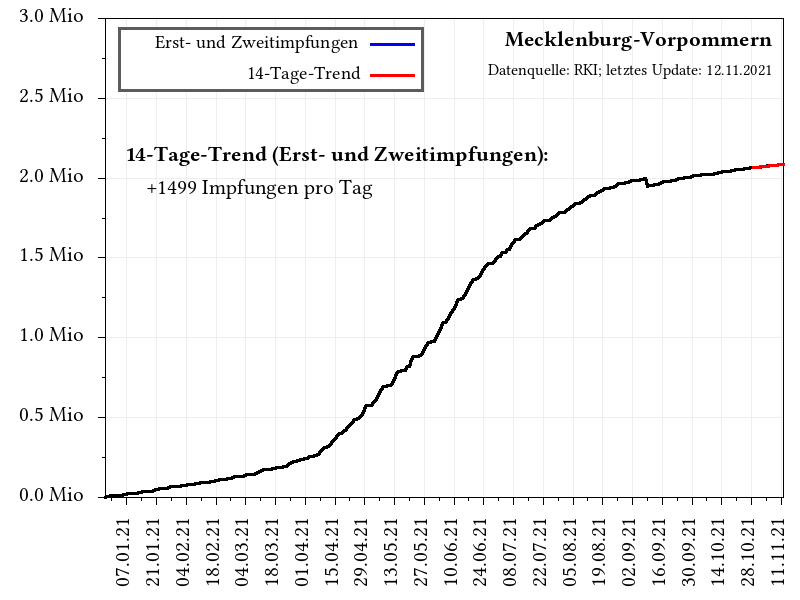 3.0 Mio
2.5 Mio
2.0 Mio
1.5 Mio
1.0 Mio
0.5 Mio
0.0 Mio
Erst- und Zweitimpfungen
14-Tage-Trend
Mecklenburg-Vorpommern
Datenquelle: RKI; letztes Update: 12.11.2021
14-Tage-Trend (Erst- und Zweitimpfungen):
+1499 Impfungen pro Tag
07.01.21
21.01.21
04.02.21
18.02.21
04.03.21
18.03.21
01.04.21
15.04.21
29.04.21
13.05.21
27.05.21
10.06.21
24.06.21
08.07.21
22.07.21
05.08.21
19.08.21
02.09.21
16.09.21
30.09.21
14.10.21
28.10.21
11.11.21